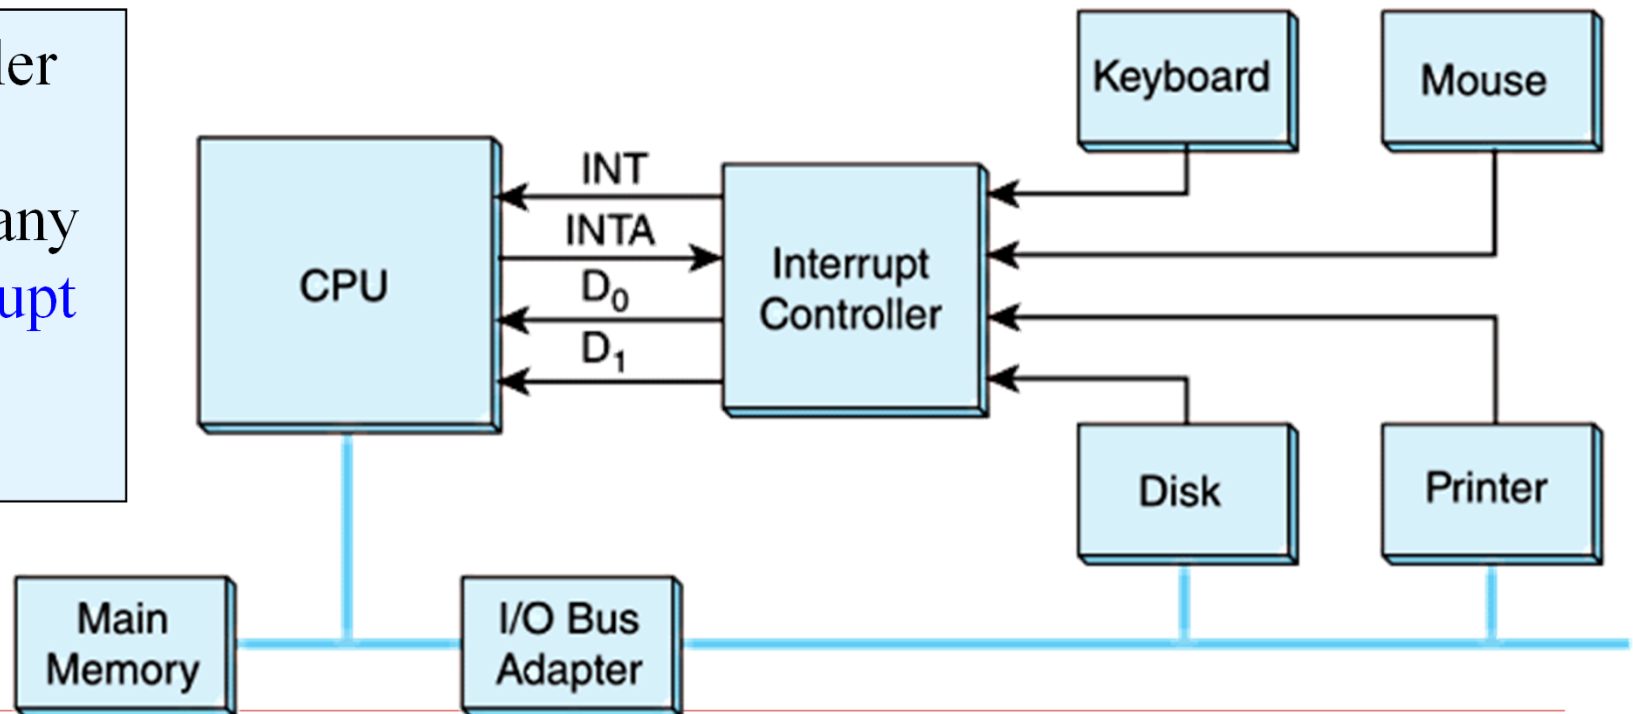 ler
any
upt
CPU
INT
INTA
D₀
D₁
Interrupt
Controller
Keyboard
Mouse
Disk
Printer
Main
Memory
I/O Bus
Adapter